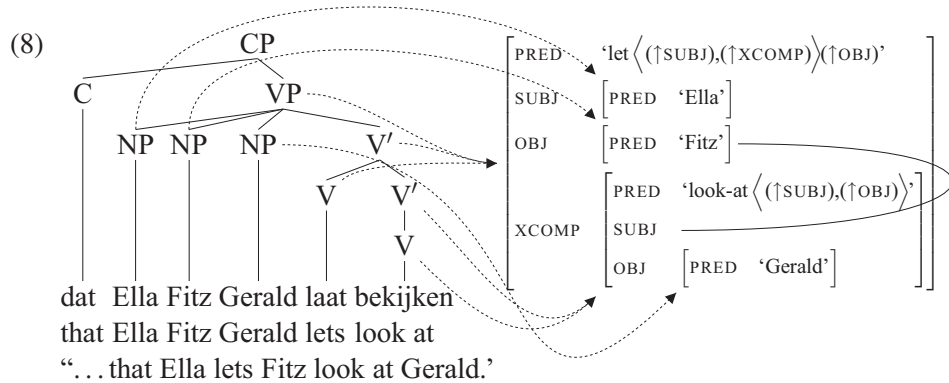 (8)
CP
C VP
NP NP NP V′
V V′
V
dat Ella Fitz Gerald laat bekijken
that Ella Fitz Gerald lets look at
“… that Ella lets Fitz look at Gerald.’
PRED ‘let ⟨(↑SUBJ),(↑XCOMP)⟩(↑OBJ)’
SUBJ [PRED ‘Ella’]
OBJ [PRED ‘Fitz’]
XCOMP [PRED ‘look-at ⟨(↑SUBJ),(↑OBJ)⟩’
SUBJ
OBJ [PRED ‘Gerald’]]